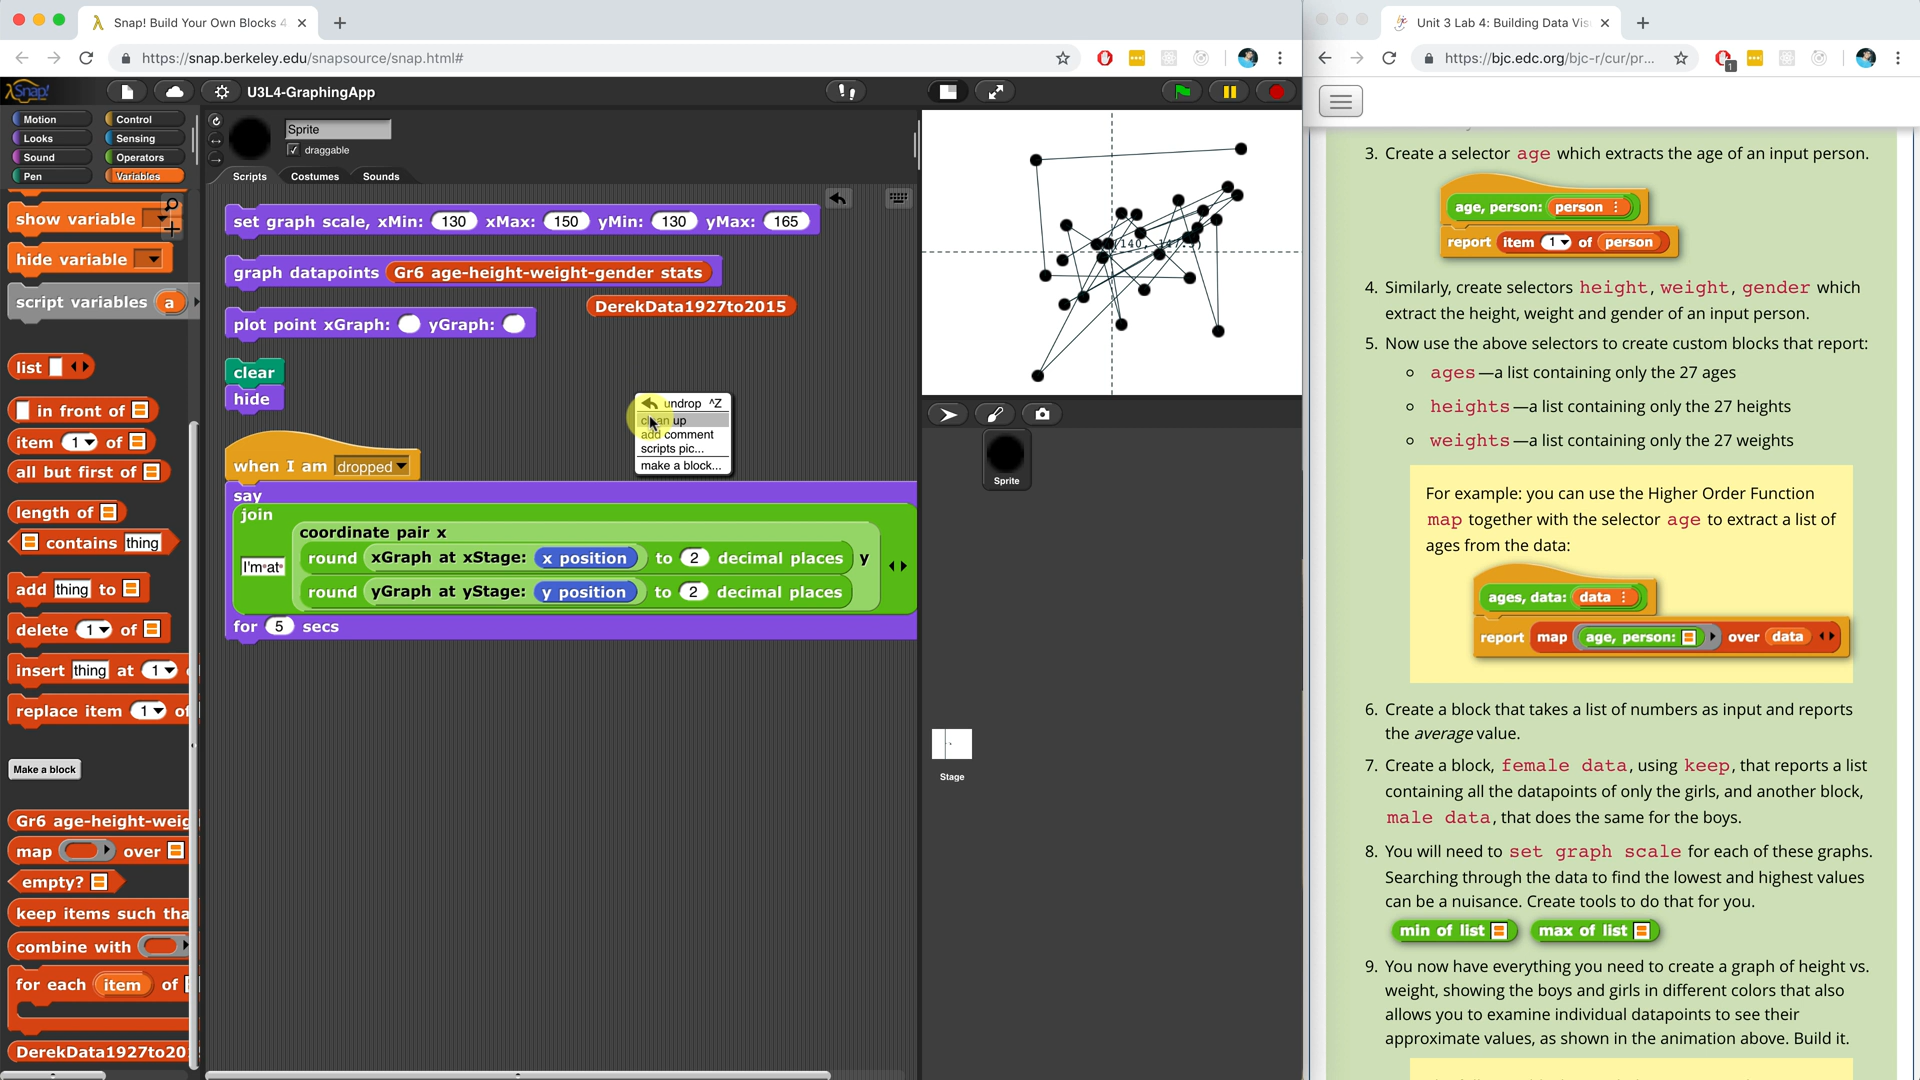 Snap! Build Your Own Blocks 4
https://snap.berkeley.edu/snapsource/snap.html#
Snap!
U3L4-GraphingApp
Motion
Control
Looks
Sensing
Sound
Operators
Pen
Variables
Sprite
draggable
Scripts
Costumes
Sounds
show variable
hide variable
script variables a
list
in front of
item 1 of
all but first of
length of
contains thing
add thing to
delete 1 of
insert thing at 1
replace item 1 of
Make a block
Gr6 age-height-weig
map over
empty?
keep items such tha
combine with
for each item of
DerekData1927to20
set graph scale, xMin: 130 xMax: 150 yMin: 130 yMax: 165
graph datapoints Gr6 age-height-weight-gender stats
DerekData1927to2015
plot point xGraph: yGraph:
clear
hide
undrop ^Z
clean up
add comment
scripts pic...
make a block...
when I am dropped
say
join
coordinate pair x
round xGraph at xStage: x position to 2 decimal places y
I'm at
round yGraph at yStage: y position to 2 decimal places
for 5 secs
Sprite
Stage
Unit 3 Lab 4: Building Data Vis
https://bjc.edc.org/bjc-r/cur/pr...
1
3. Create a selector age which extracts the age of an input person.
age, person: person
report item 1 of person
4. Similarly, create selectors height, weight, gender which
extract the height, weight and gender of an input person.
5. Now use the above selectors to create custom blocks that report:
ages—a list containing only the 27 ages
heights—a list containing only the 27 heights
weights—a list containing only the 27 weights
For example: you can use the Higher Order Function
map together with the selector age to extract a list of
ages from the data:
ages, data: data
report map age, person: over data
6. Create a block that takes a list of numbers as input and reports
the average value.
7. Create a block, female data, using keep, that reports a list
containing all the datapoints of only the girls, and another block,
male data, that does the same for the boys.
8. You will need to set graph scale for each of these graphs.
Searching through the data to find the lowest and highest values
can be a nuisance. Create tools to do that for you.
min of list max of list
9. You now have everything you need to create a graph of height vs.
weight, showing the boys and girls in different colors that also
allows you to examine individual datapoints to see their
approximate values, as shown in the animation above. Build it.